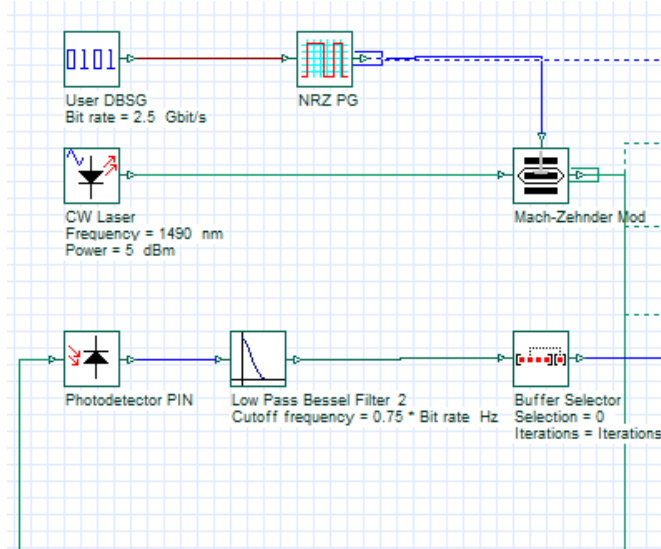 0101
User DBSG
Bit rate = 2.5 Gbit/s
NRZ PG
CW Laser
Frequency = 1490 nm
Power = 5 dBm
Mach-Zehnder Mod
Photodetector PIN
Low Pass Bessel Filter 2
Cutoff frequency = 0.75 * Bit rate Hz
Buffer Selector
Selection = 0
Iterations = Iterations